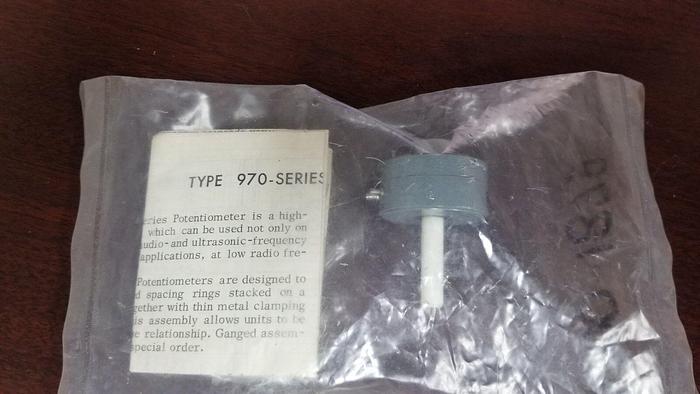 TYPE 970-SERIES
eries Potentiometer is a high-
which can be used not only on
udio- and ultrasonic-frequency
applications, at low radio fre-
Potentiometers are designed to
d spacing rings stacked on a
gether with thin metal clamping
is assembly allows units to be
e relationship. Ganged assem-
special order.